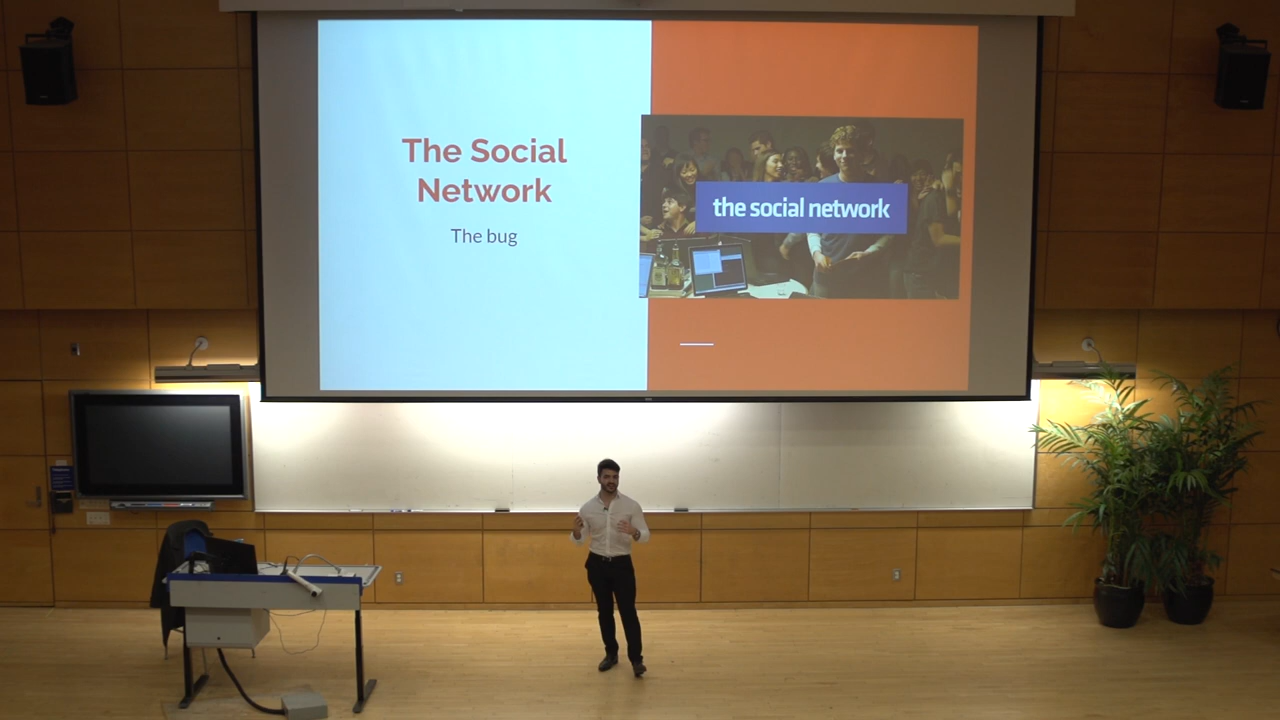 The Social
Network
The bug
the social network